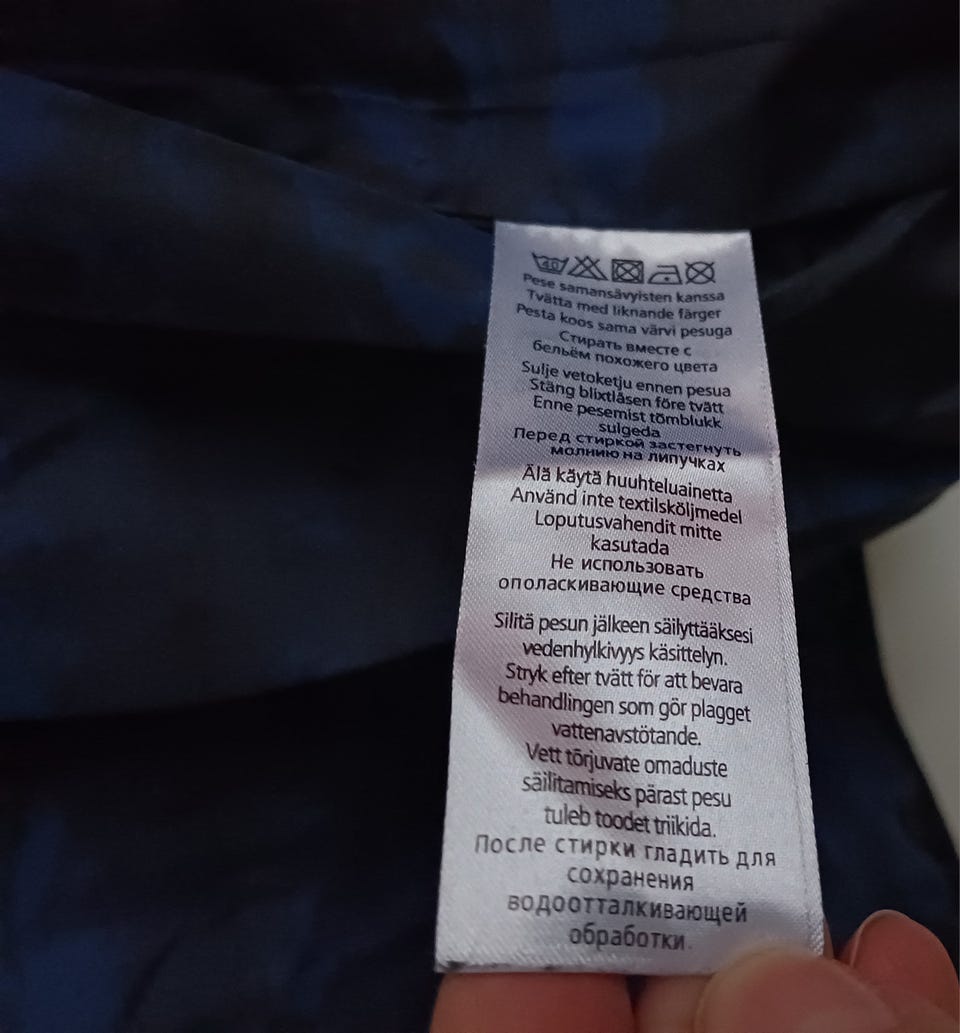 40
Pese samansävyisten kanssa
Tvätta med liknande färger
Pesta koos sama värvi pesuga
Стирать вместе с
бельём похожего цвета
Sulje vetoketju ennen pesua
Stäng blixtlåsen före tvätt
Enne pesemist tõmblukk
sulgeda
Перед стиркой застегнуть
молнию на липучках
Älä käytä huuhteluainetta
Använd inte textilsköljmedel
Loputusvahendit mitte
kasutada
Не использовать
ополаскивающие средства
Silitä pesun jälkeen säilyttääksesi
vedenhylkivyys käsittelyn.
Stryk efter tvätt för att bevara
behandlingen som gör plagget
vattenavstötande.
Vett tõrjuvate omaduste
säilitamiseks pärast pesu
tuleb toodet triikida.
После стирки гладить для
сохранения
водоотталкивающей
обработки.